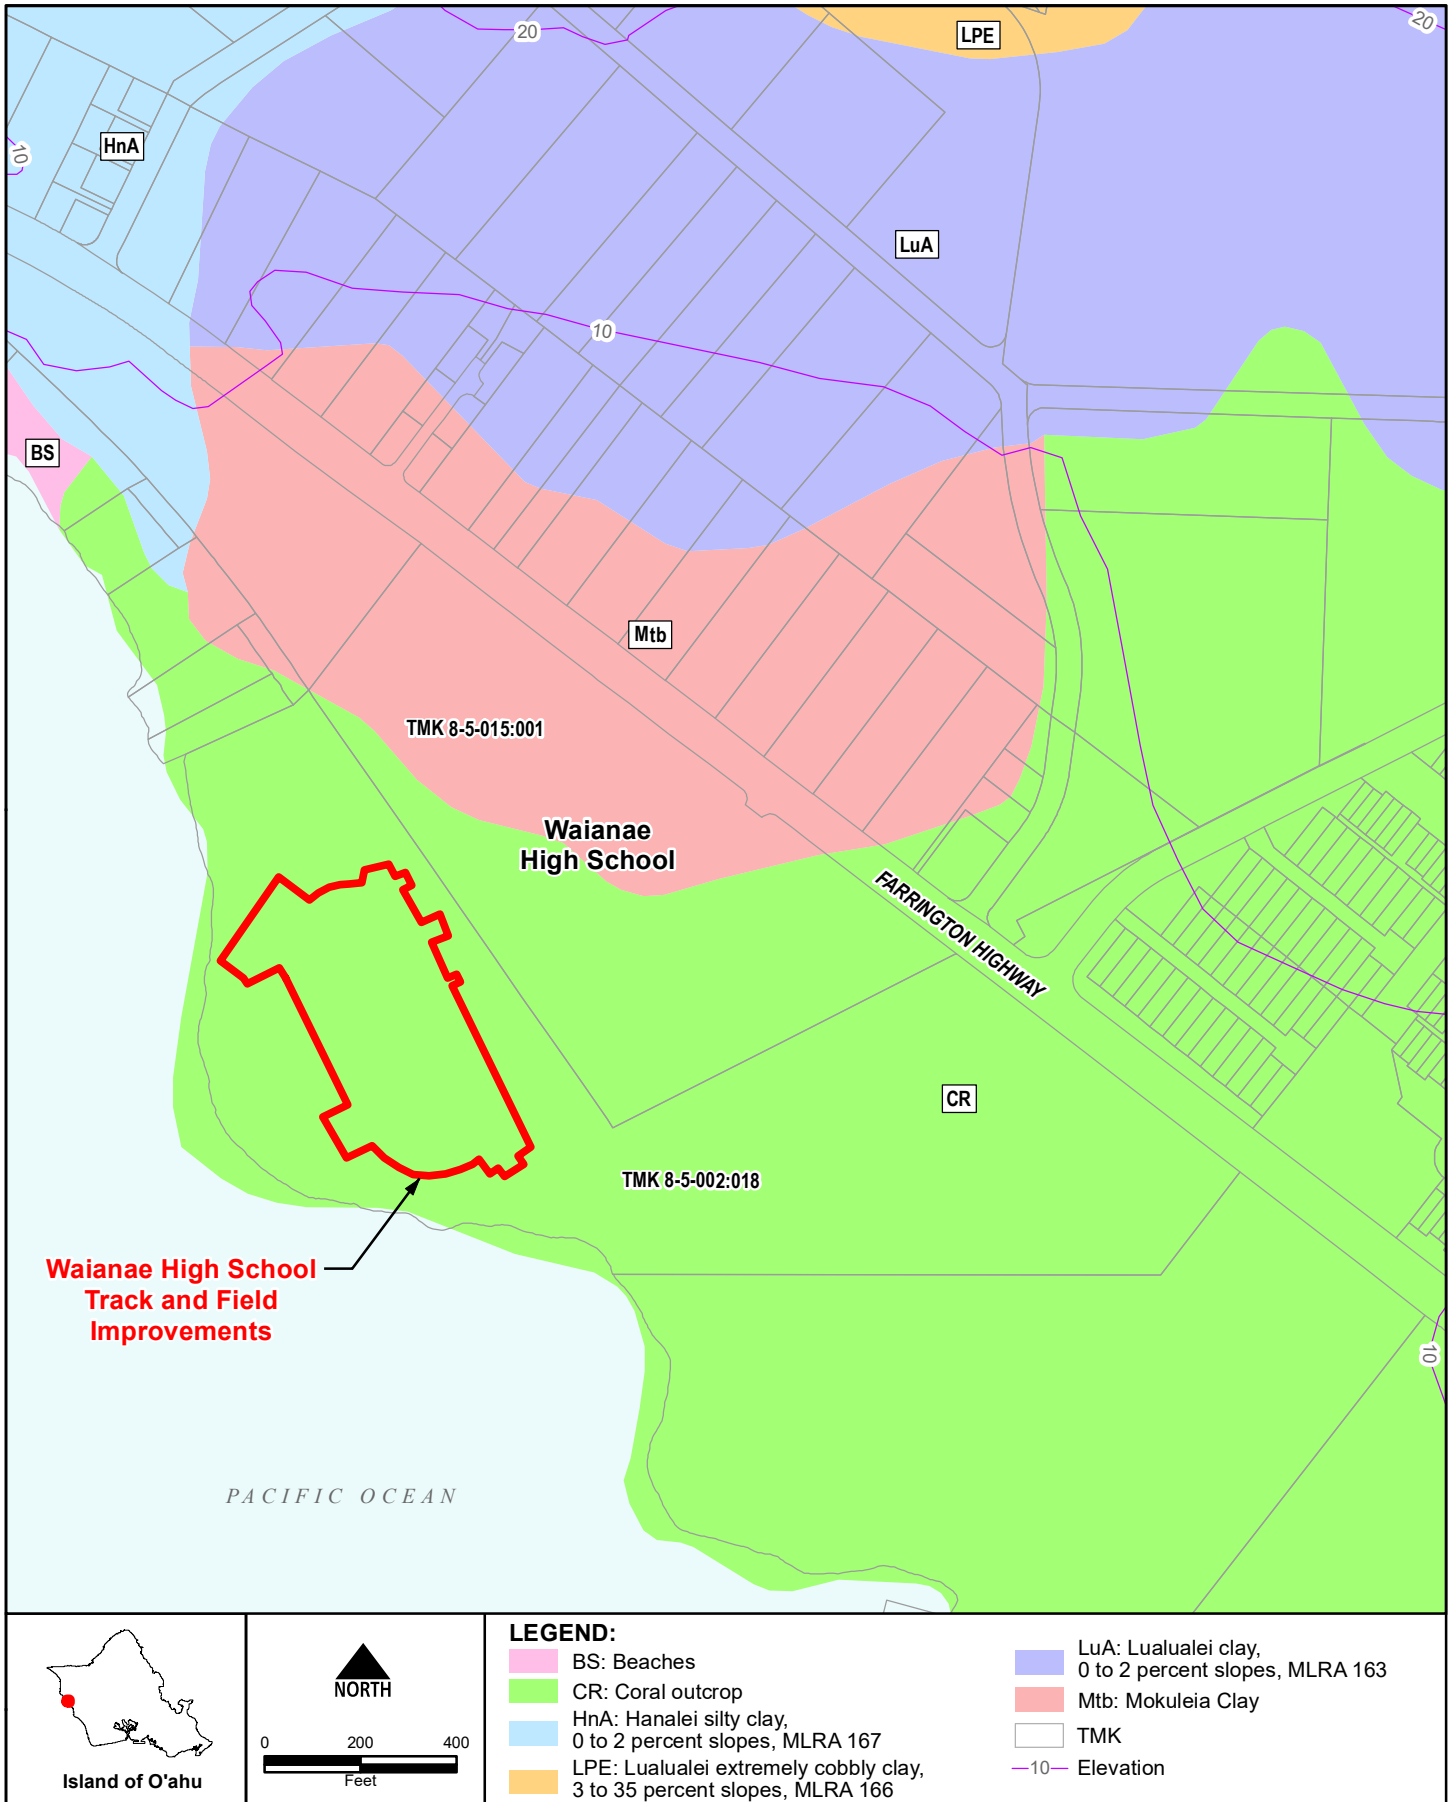 20
20
LPE
HnA
10
LuA
10
BS
Mtb
TMK 8-5-015:001
Waianae
High School
FARRINGTON HIGHWAY
CR
TMK 8-5-002:018
Waianae High School
Track and Field
Improvements
10
PACIFIC OCEAN
LEGEND:
BS: Beaches
CR: Coral outcrop
HnA: Hanalei silty clay,
0 to 2 percent slopes, MLRA 167
LPE: Lualualei extremely cobbly clay,
3 to 35 percent slopes, MLRA 166
LuA: Lualualei clay,
0 to 2 percent slopes, MLRA 163
Mtb: Mokuleia Clay
TMK
10
Elevation
NORTH
0 200 400
Feet
Island of O'ahu